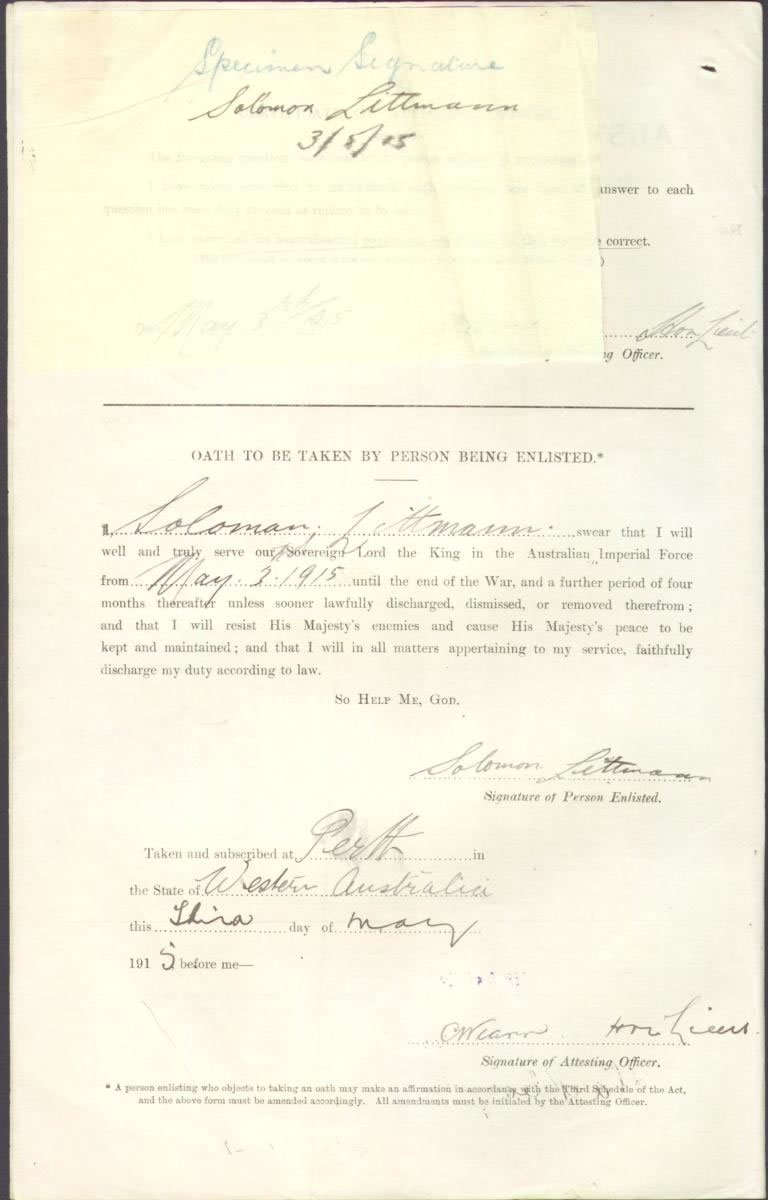 Specimen Signature
Solomon Littmann
3/5/15
The foregoing questions
answer to each
question has been duly entered as replied to by
I have examined his naturalisation papers
correct.
)
May 3rd/1915
Hon Lieut
ng Officer.
OATH TO BE TAKEN BY PERSON BEING ENLISTED.*
I, Soloman. Littmann. swear that I will
well and truly serve our Sovereign Lord the King in the Australian Imperial Force
from May. 3. 1915 until the end of the War, and a further period of four
months thereafter unless sooner lawfully discharged, dismissed, or removed therefrom;
and that I will resist His Majesty's enemies and cause His Majesty's peace to be
kept and maintained; and that I will in all matters appertaining to my service, faithfully
discharge my duty according to law.
SO HELP ME, GOD.
Solomon Littmann
Signature of Person Enlisted.
Taken and subscribed at Perth in
the State of Western Australia
this Third day of May
1915 before me—
Hon Lieut.
Signature of Attesting Officer.
* A person enlisting who objects to taking an oath may make an affirmation in accordance with the Third Schedule of the Act,
and the above form must be amended accordingly. All amendments must be initialed by the Attesting Officer.